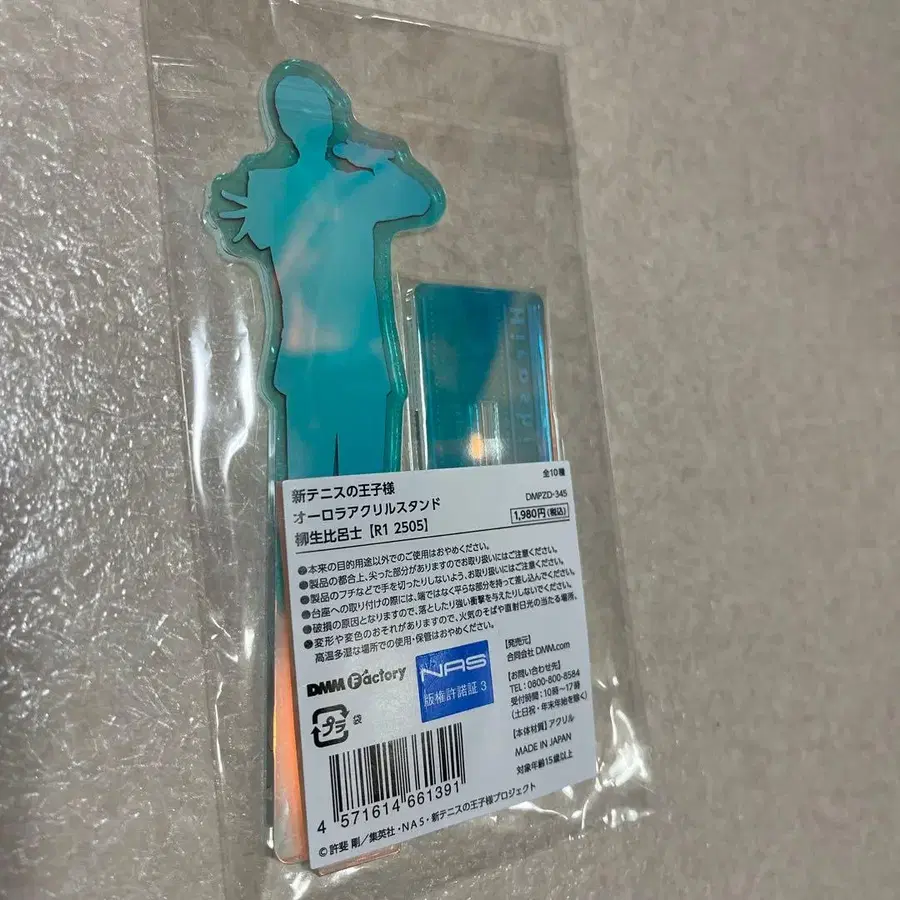 Hiroshi
全10種
新テニスの王子様
オーロラアクリルスタンド
DMPZD-345
柳生比呂士【R1 2505】
1,980円(税込)
●本来の目的用途以外でのご使用はおやめください。
●製品の都合上、尖った部分がありますのでお取り扱いにはご注意ください。
●製品のフチなどで手を切ったりしないよう、お取り扱いにはご注意ください。
●台座への取り付けの際には、端ではなく平らな部分を持って差し込んでください。
●破損の原因となりますので、落としたり強い衝撃を与えたりしないでください。
●変形や変色のおそれがありますので、火気のそばや直射日光の当たる場所、
高温多湿な場所での使用・保管はおやめください。
DMM Factory
NAS
版権許諾証 3
プラ
袋
【発売元】
合同会社 DMM.com
【お問い合わせ先】
TEL:0800-800-8584
受付時間:10時〜17時
(土日祝・年末年始を除く)
【本体材質】アクリル
MADE IN JAPAN
対象年齢15歳以上
4 571614 661391
©許斐 剛/集英社・NAS・新テニスの王子様プロジェクト